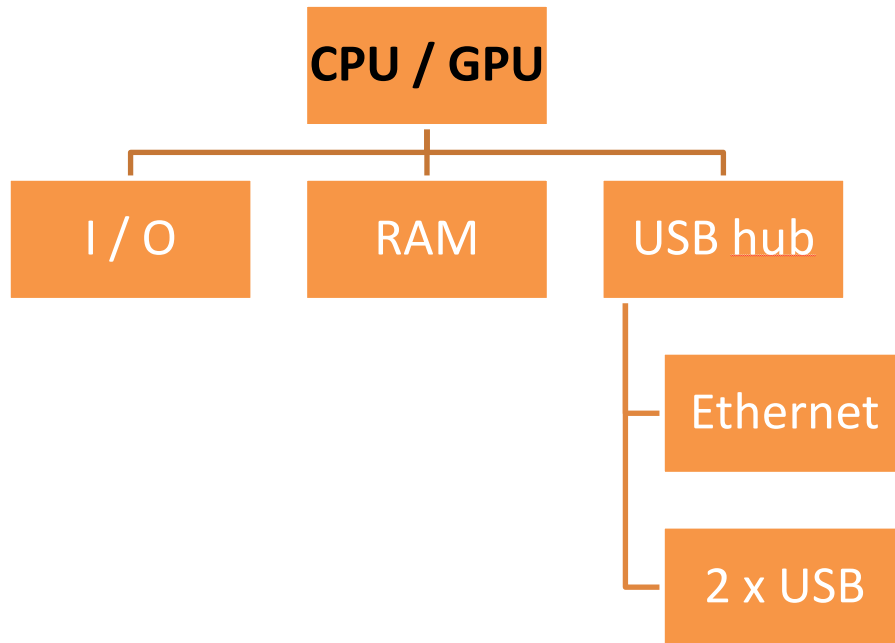 CPU / GPU
I / O
RAM
USB hub
Ethernet
2 x USB